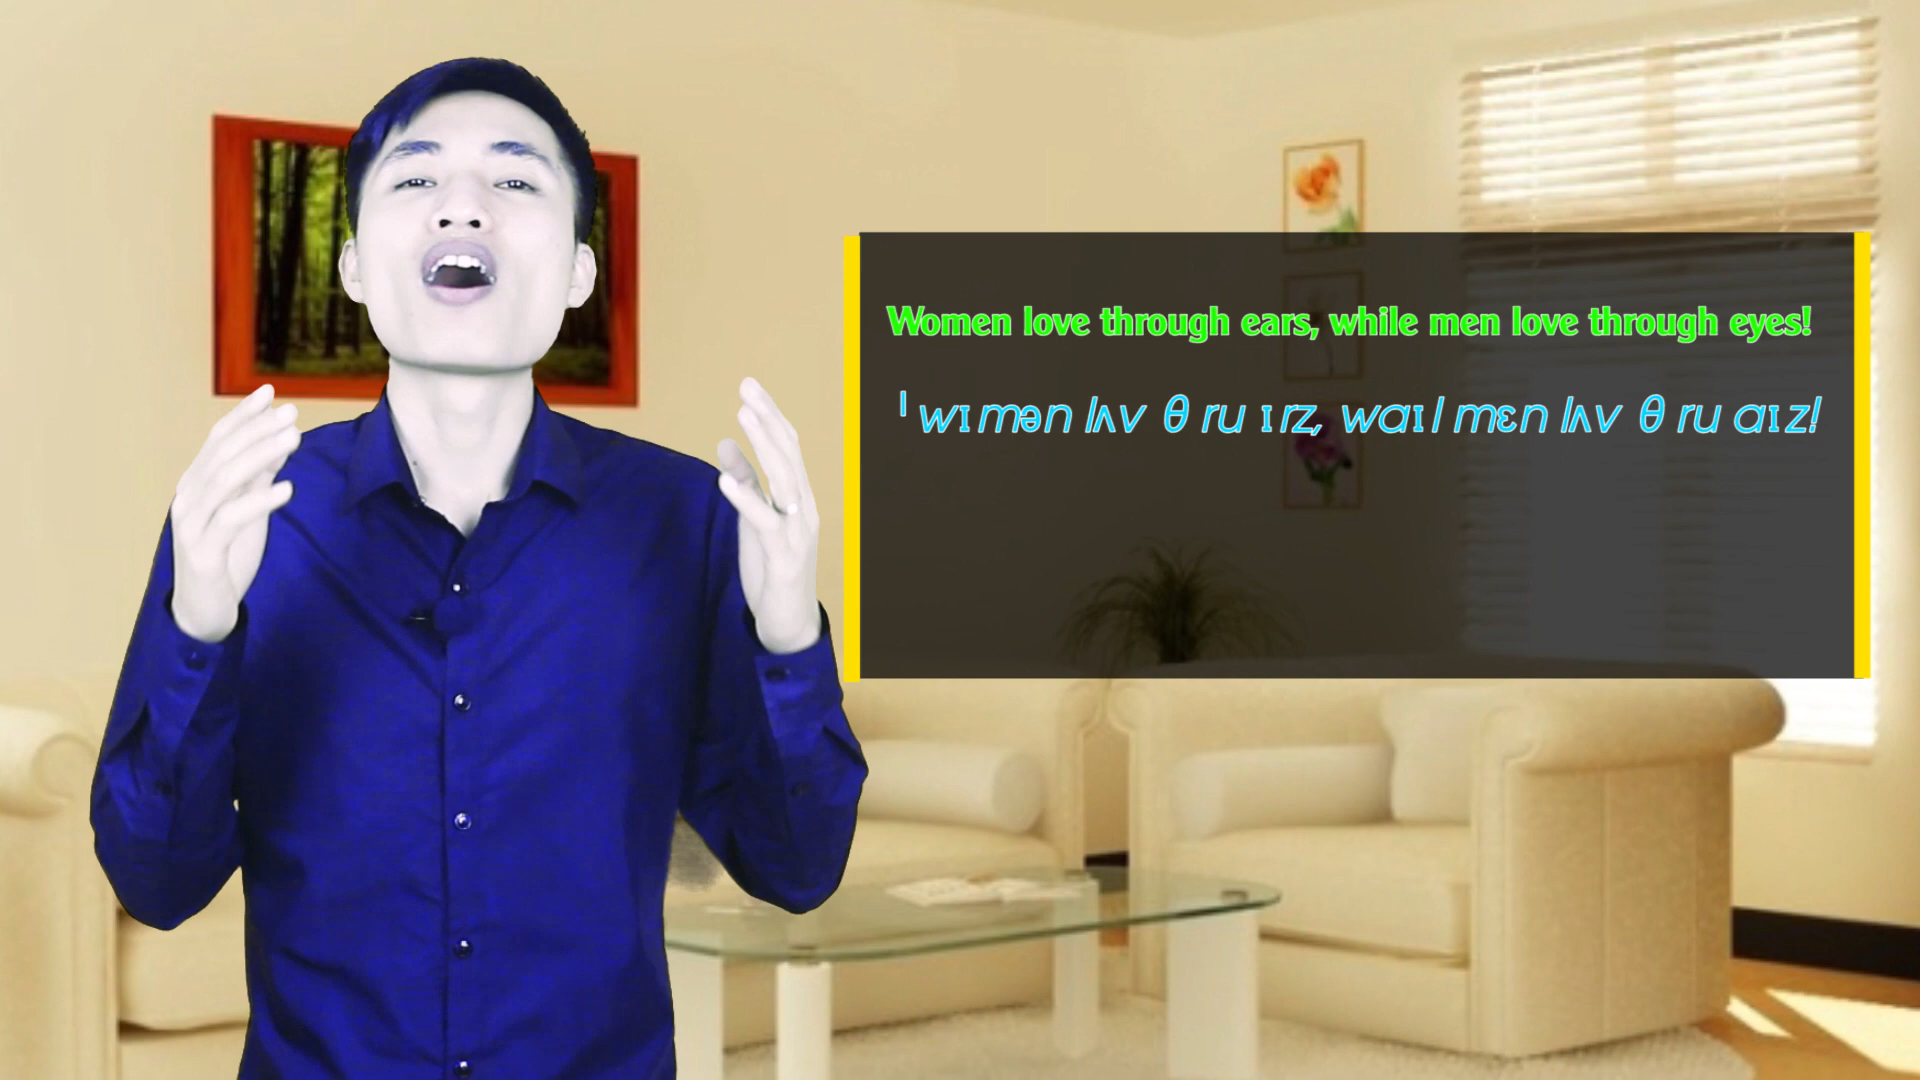 Women love through ears, while men love through eyes!
ˈwɪmən lʌv θru ɪrz, waɪl mɛn lʌv θru aɪz!